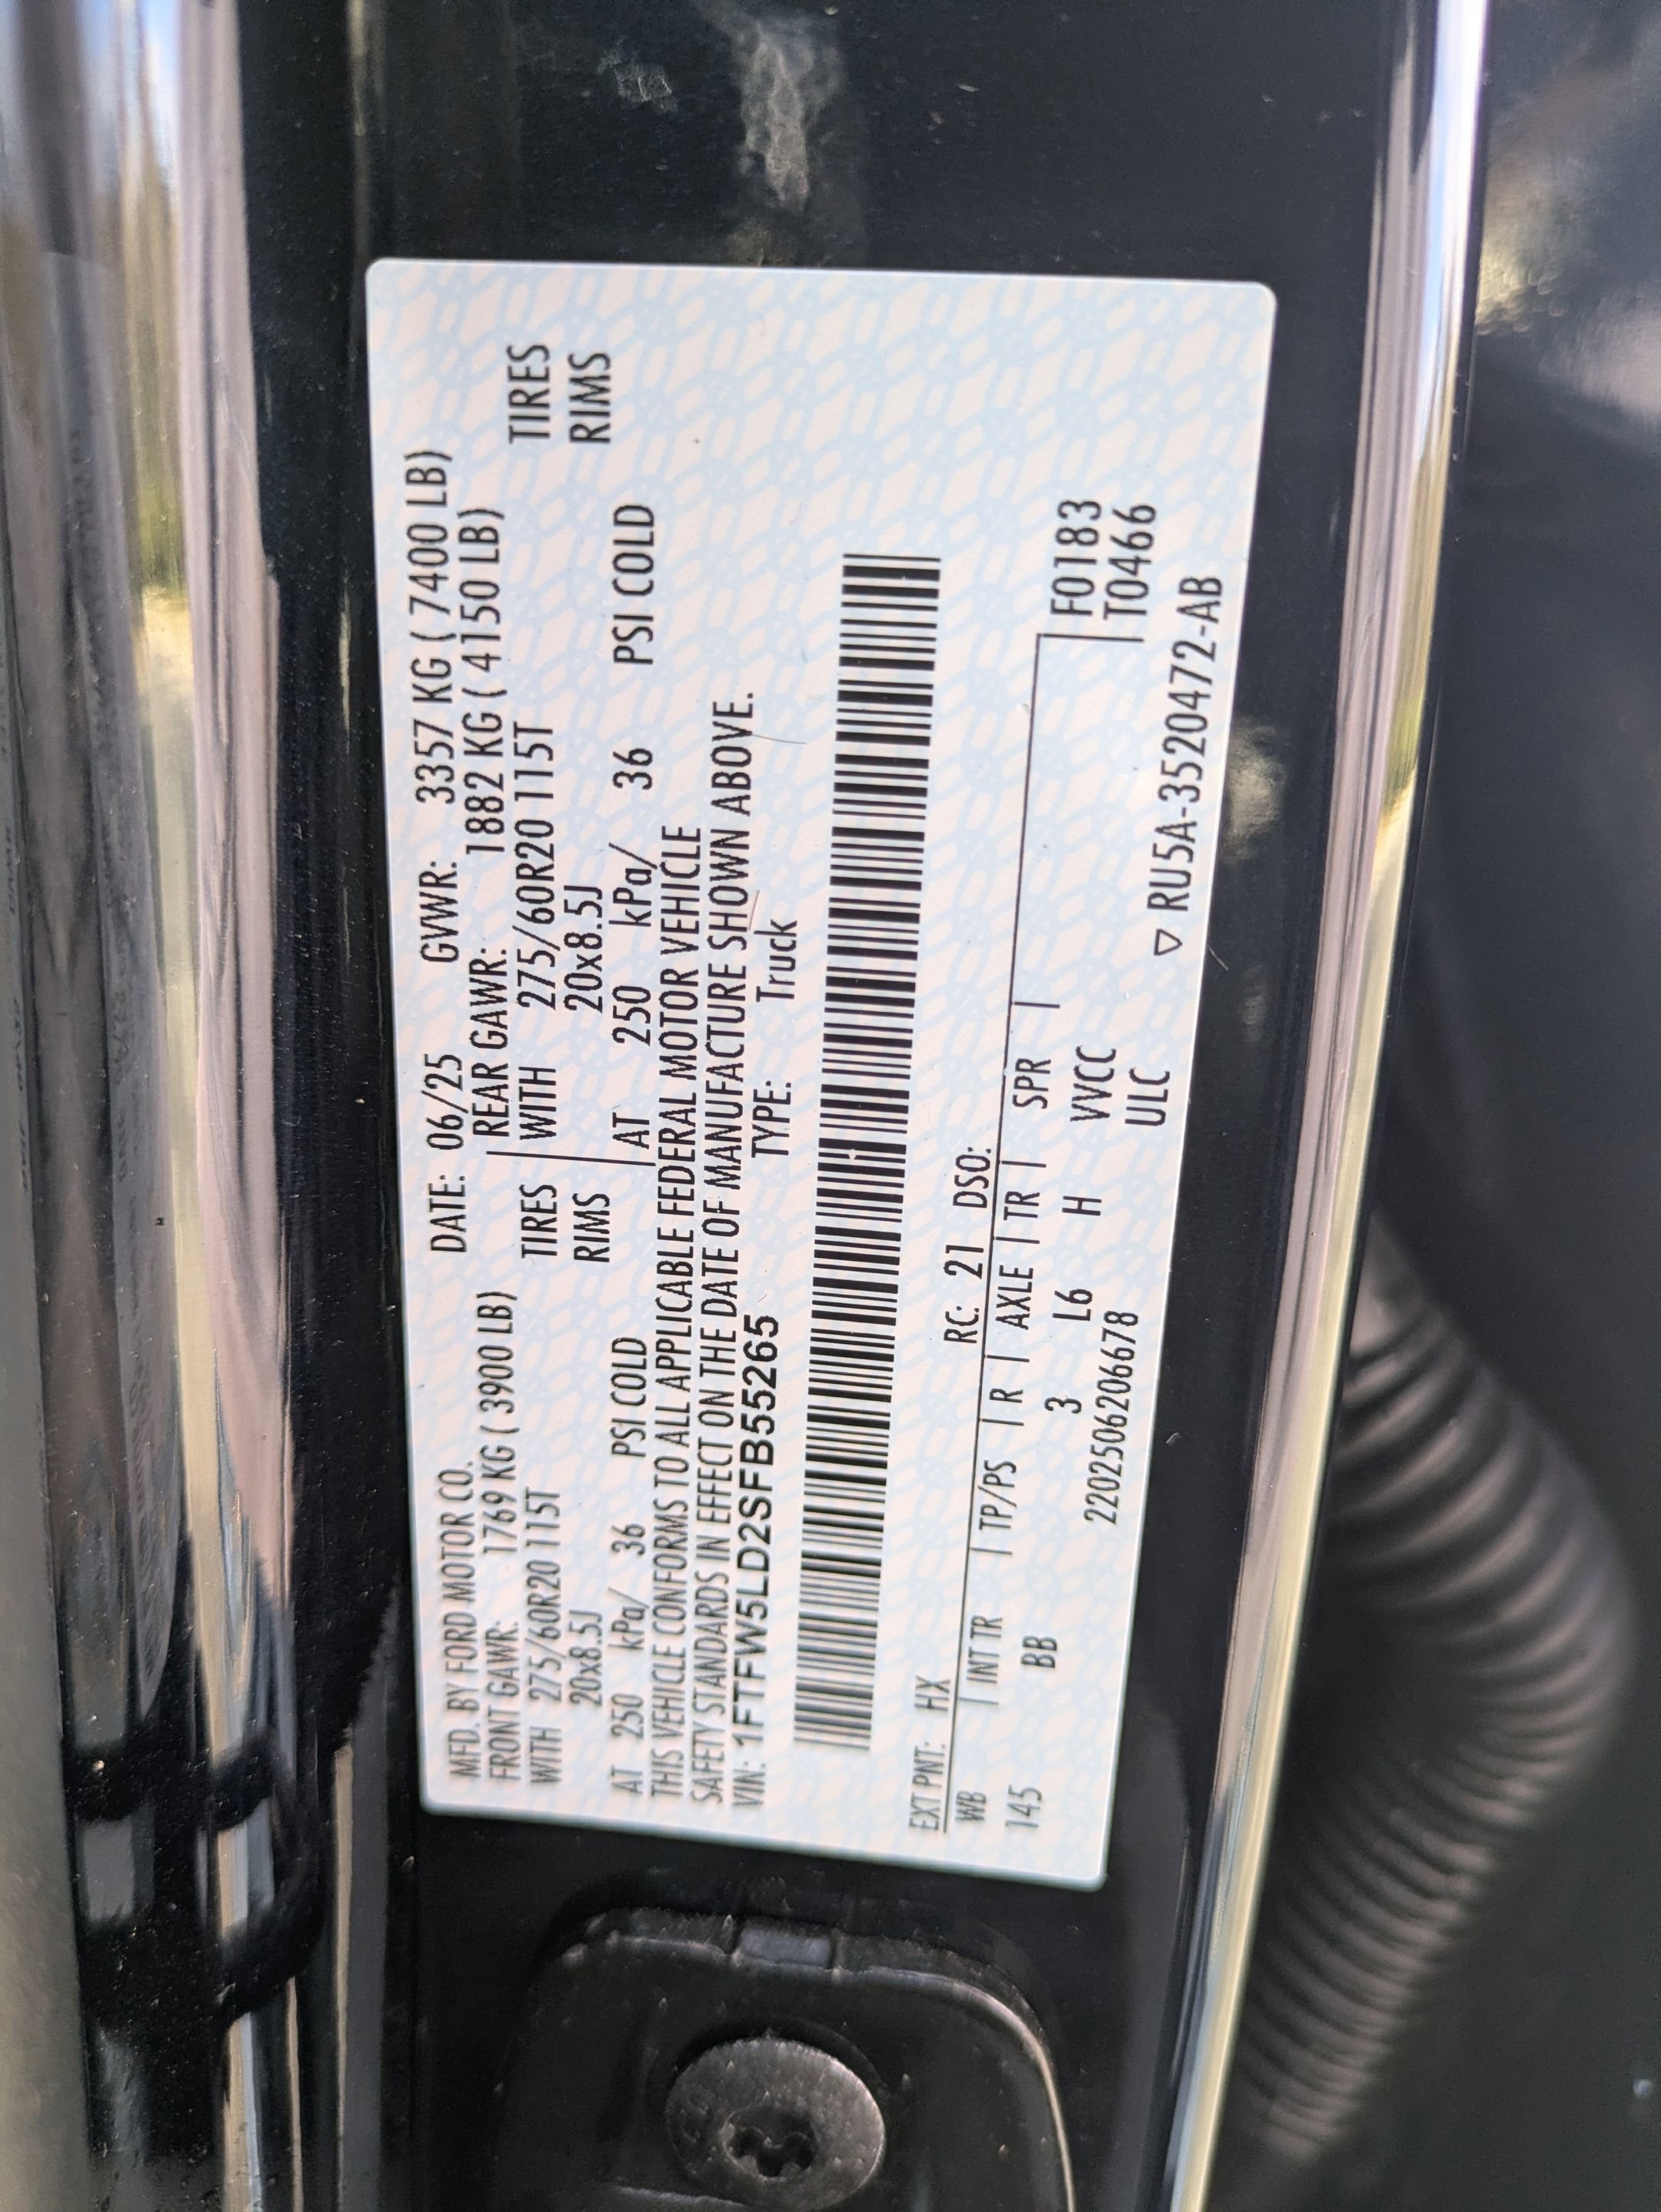 MFD. BY FORD MOTOR CO. DATE: 06/25 GVWR: 3357 KG ( 7400 LB)
FRONT GAWR: 1769 KG ( 3900 LB) REAR GAWR: 1882 KG ( 4150 LB)
WITH 275/60R20 115T TIRES WITH 275/60R20 115T TIRES
20x8.5J RIMS 20x8.5J RIMS
AT 250 kPa/ 36 PSI COLD AT 250 kPa/ 36 PSI COLD
THIS VEHICLE CONFORMS TO ALL APPLICABLE FEDERAL MOTOR VEHICLE
SAFETY STANDARDS IN EFFECT ON THE DATE OF MANUFACTURE SHOWN ABOVE.
VIN: 1FTFW5LD2SFB55265 TYPE: Truck
EXT PNT: HX RC: 21 DSO:
WB | INT TR | TP/PS | R | AXLE | TR | SPR |
145 BB 3 L6 H VVCC F0183
2202506206678 ULC T0466
▽ RU5A-3520472-AB